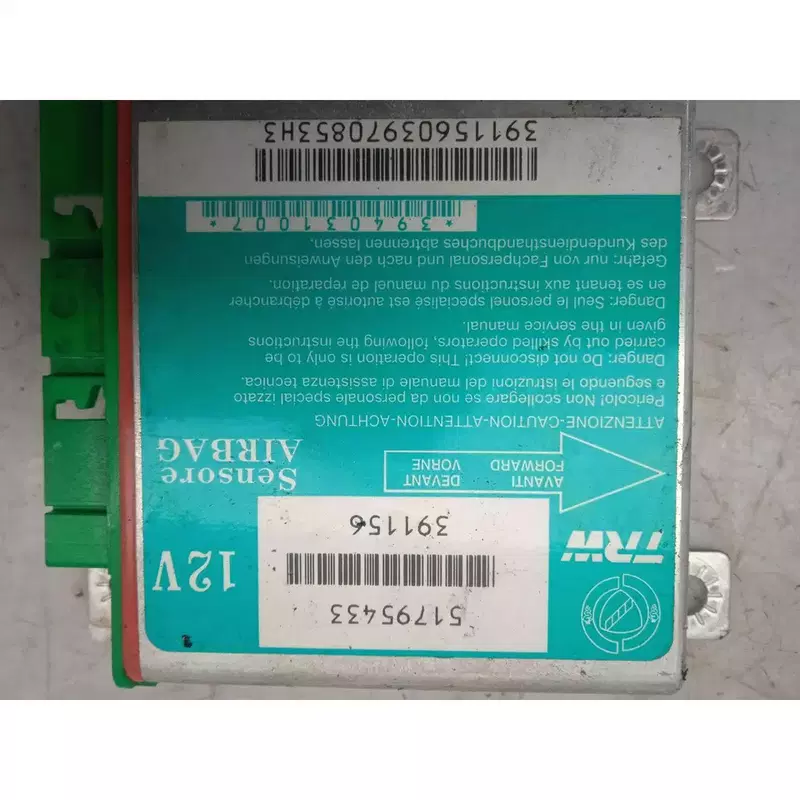 51795433
12V
391156
TRW
AVANTI DEVANT
FORWARD VORNE
Sensore
AIRBAG
ATTENZIONE-CAUTION-ATTENTION-ACHTUNG
Pericolo! Non scollegare se non da personale special izzato
e seguendo le istruzioni del manuale di assistenza tecnica.
Danger: Do not disconnect! This operation is only to be
carried out by skilled operators, following the instructions
given in the service manual.
Danger: Seul le personel spécialisé est autorisé à débrancher
en se tenant aux instructions du manuel de reparation.
Gefahr: nur von Fachpersonal und nach den Anweisungen
des Kundendiensthandbuches abtrennen lassen.
*394031007*
39115603970853H3